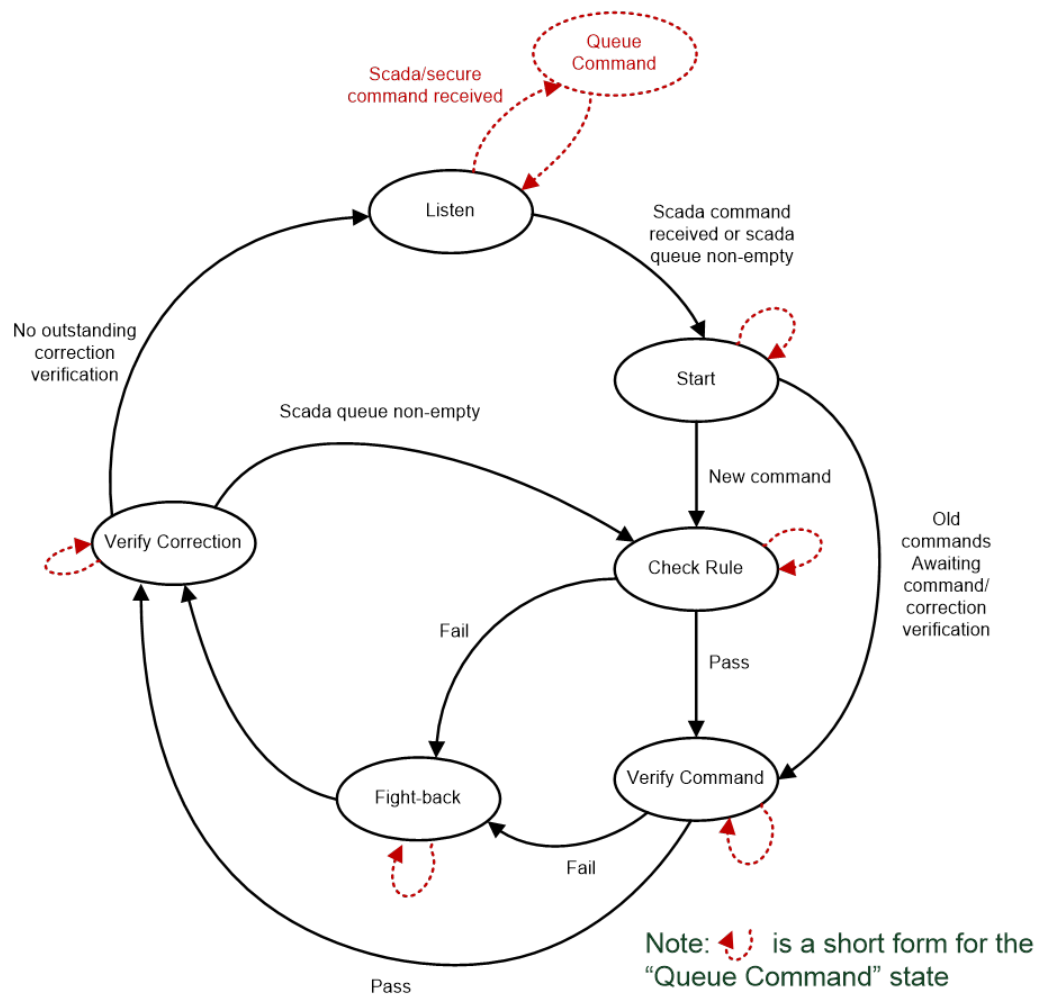 Queue
Command
Scada/secure
command received
Listen
Scada command
received or scada
queue non-empty
No outstanding
correction
verification
Start
Scada queue non-empty
New command
Verify Correction
Check Rule
Old
commands
Awaiting
command/
correction
verification
Fail
Pass
Verify Command
Fight-back
Fail
Note: is a short form for the
“Queue Command” state
Pass